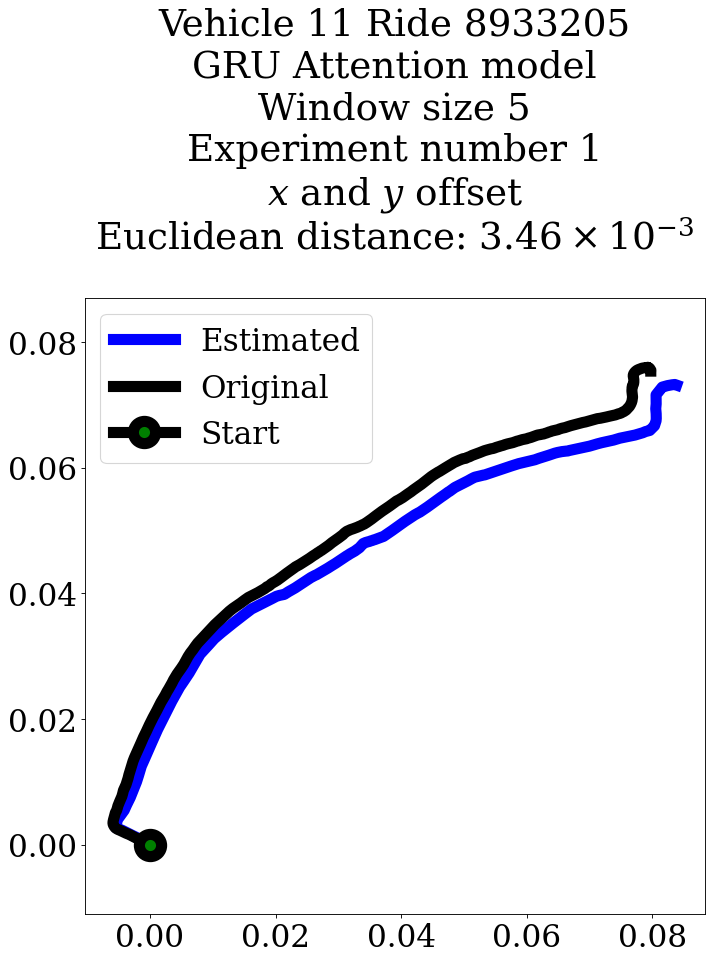 Vehicle 11 Ride 8933205
GRU Attention model
Window size 5
Experiment number 1
x and y offset
Euclidean distance: 3.46 × 10⁻³
Estimated
Original
Start
0.08
0.06
0.04
0.02
0.00
0.00 0.02 0.04 0.06 0.08